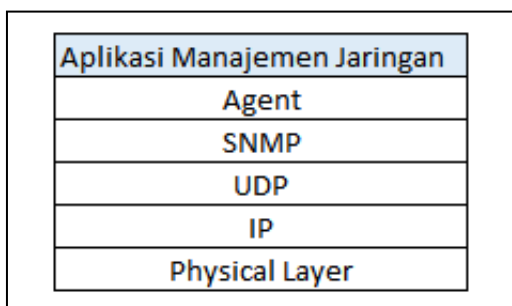 Aplikasi Manajemen Jaringan
Agent
SNMP
UDP
IP
Physical Layer